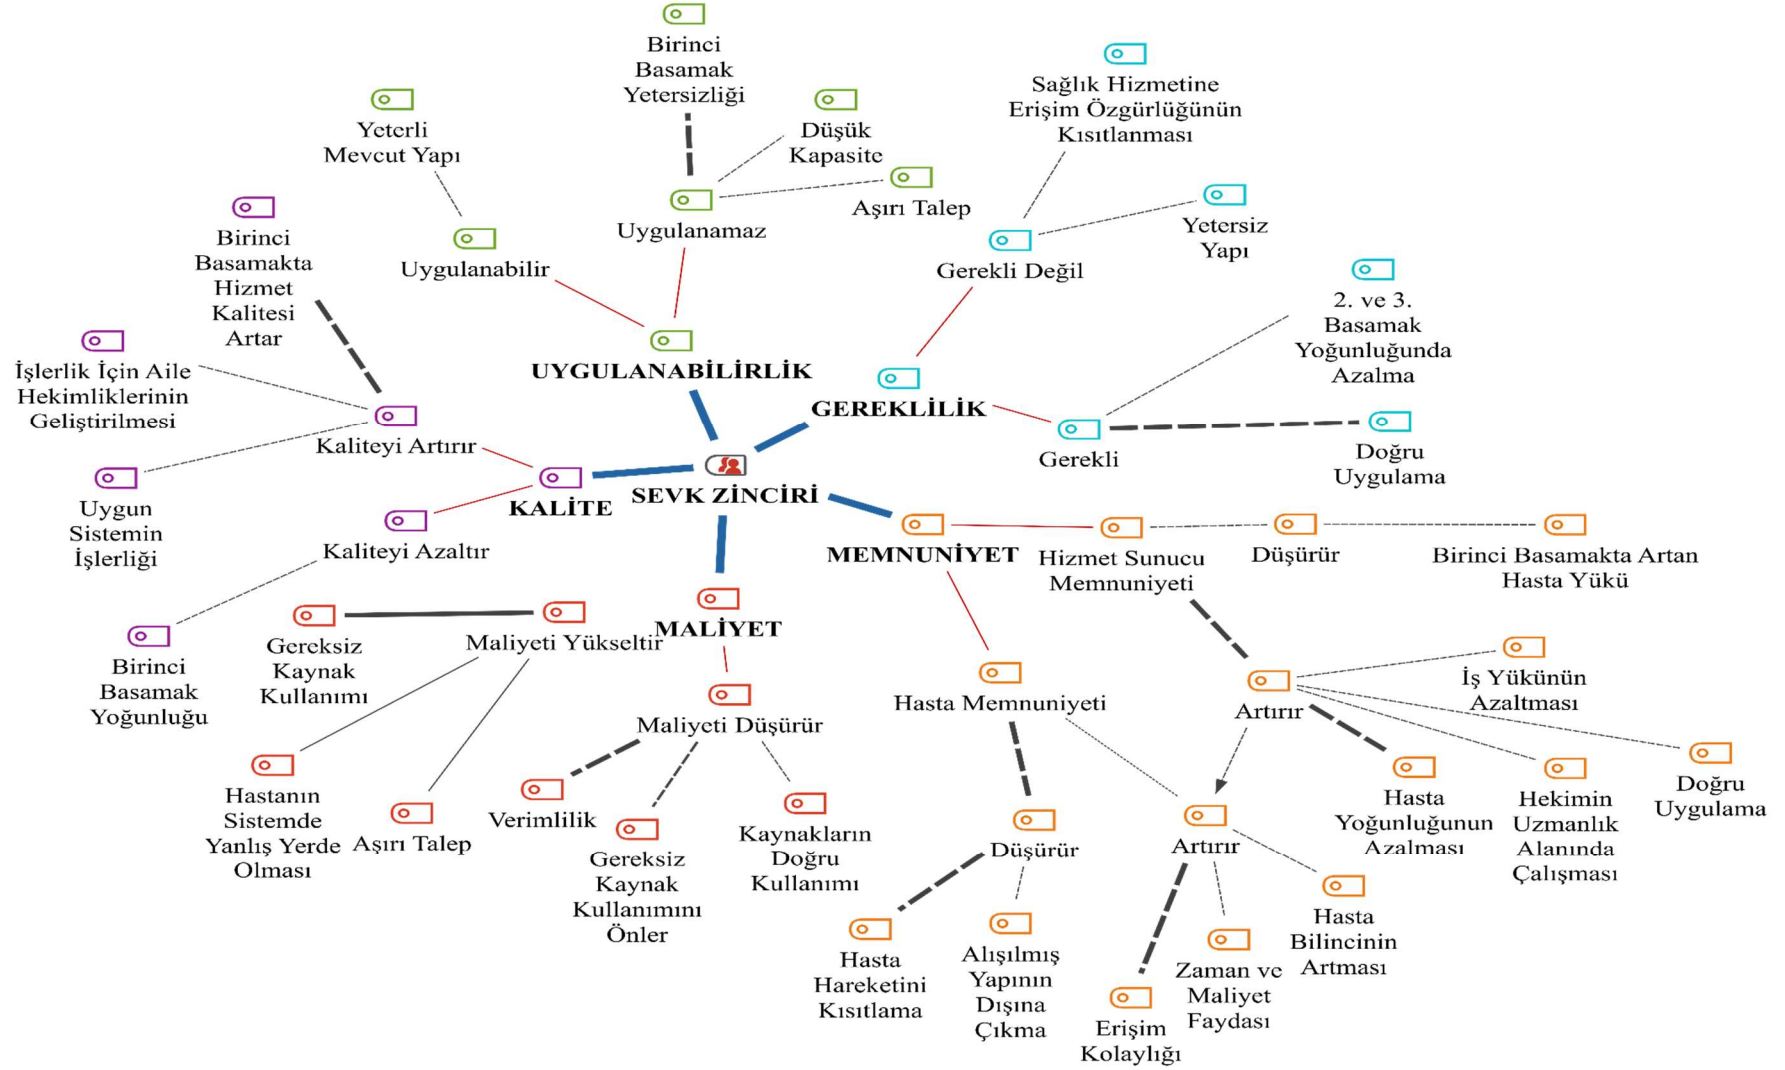 Birinci
Basamak
Yetersizliği
Yeterli
Mevcut Yapı
Düşük
Kapasite
Aşırı Talep
Uygulanamaz
Uygulanabilir
UYGULANABİLİRLİK
Sağlık Hizmetine
Erişim Özgürlüğünün
Kısıtlanması
Yetersiz
Yapı
Gerekli Değil
GEREKLİLİK
2. ve 3.
Basamak
Yoğunluğunda
Azalma
Gerekli
Doğru
Uygulama
Birinci
Basamakta
Hizmet
Kalitesi
Artar
İşlerlik İçin Aile
Hekimliklerinin
Geliştirilmesi
Kaliteyi Artırır
Uygun
Sistemin
İşlerliği
KALİTE
Kaliteyi Azaltır
Birinci
Basamak
Yoğunluğu
SEVK ZİNCİRİ
MEMNUNİYET
Hizmet Sunucu
Memnuniyeti
Düşürür
Birinci Basamakta Artan
Hasta Yükü
Artırır
İş Yükünün
Azaltması
Hasta
Yoğunluğunun
Azalması
Hekimin
Uzmanlık
Alanında
Çalışması
Doğru
Uygulama
Hasta Memnuniyeti
Düşürür
Hasta
Hareketini
Kısıtlama
Alışılmış
Yapının
Dışına
Çıkma
Artırır
Erişim
Kolaylığı
Zaman ve
Maliyet
Faydası
Hasta
Bilincinin
Artması
MALİYET
Maliyeti Yükseltir
Gereksiz
Kaynak
Kullanımı
Hastanın
Sistemde
Yanlış Yerde
Olması
Aşırı Talep
Maliyeti Düşürür
Verimlilik
Gereksiz
Kaynak
Kullanımını
Önler
Kaynakların
Doğru
Kullanımı